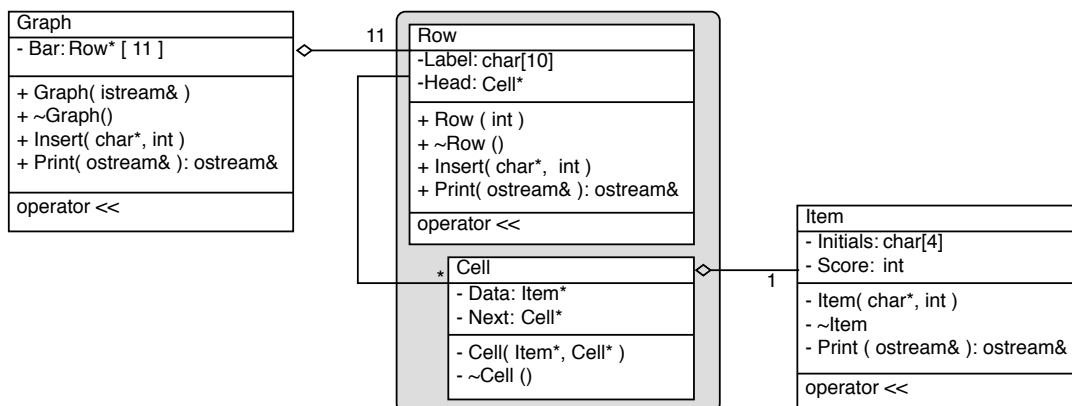 Graph
- Bar: Row* [ 11 ]
+ Graph( istream& )
+ ~Graph()
+ Insert( char*, int )
+ Print( ostream& ): ostream&
operator <<
11
Row
-Label: char[10]
-Head: Cell*
+ Row ( int )
+ ~Row ()
+ Insert( char*, int )
+ Print( ostream& ): ostream&
operator <<
*
Cell
- Data: Item*
- Next: Cell*
- Cell( Item*, Cell* )
- ~Cell ()
1
Item
- Initials: char[4]
- Score: int
- Item( char*, int )
- ~Item
- Print ( ostream& ): ostream&
operator <<